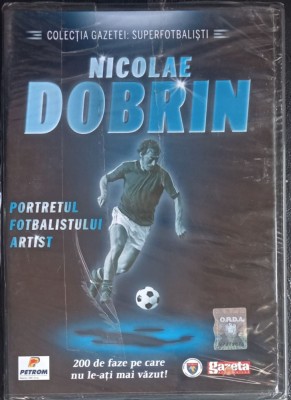 COLECȚIA GAZETEI: SUPERFOTBALIȘTI
NICOLAE
DOBRIN
PORTRETUL
FOTBALISTULUI
ARTIST
O.R.D.A.
PETROM
200 de faze pe care
nu le-ați mai văzut!
gazeta